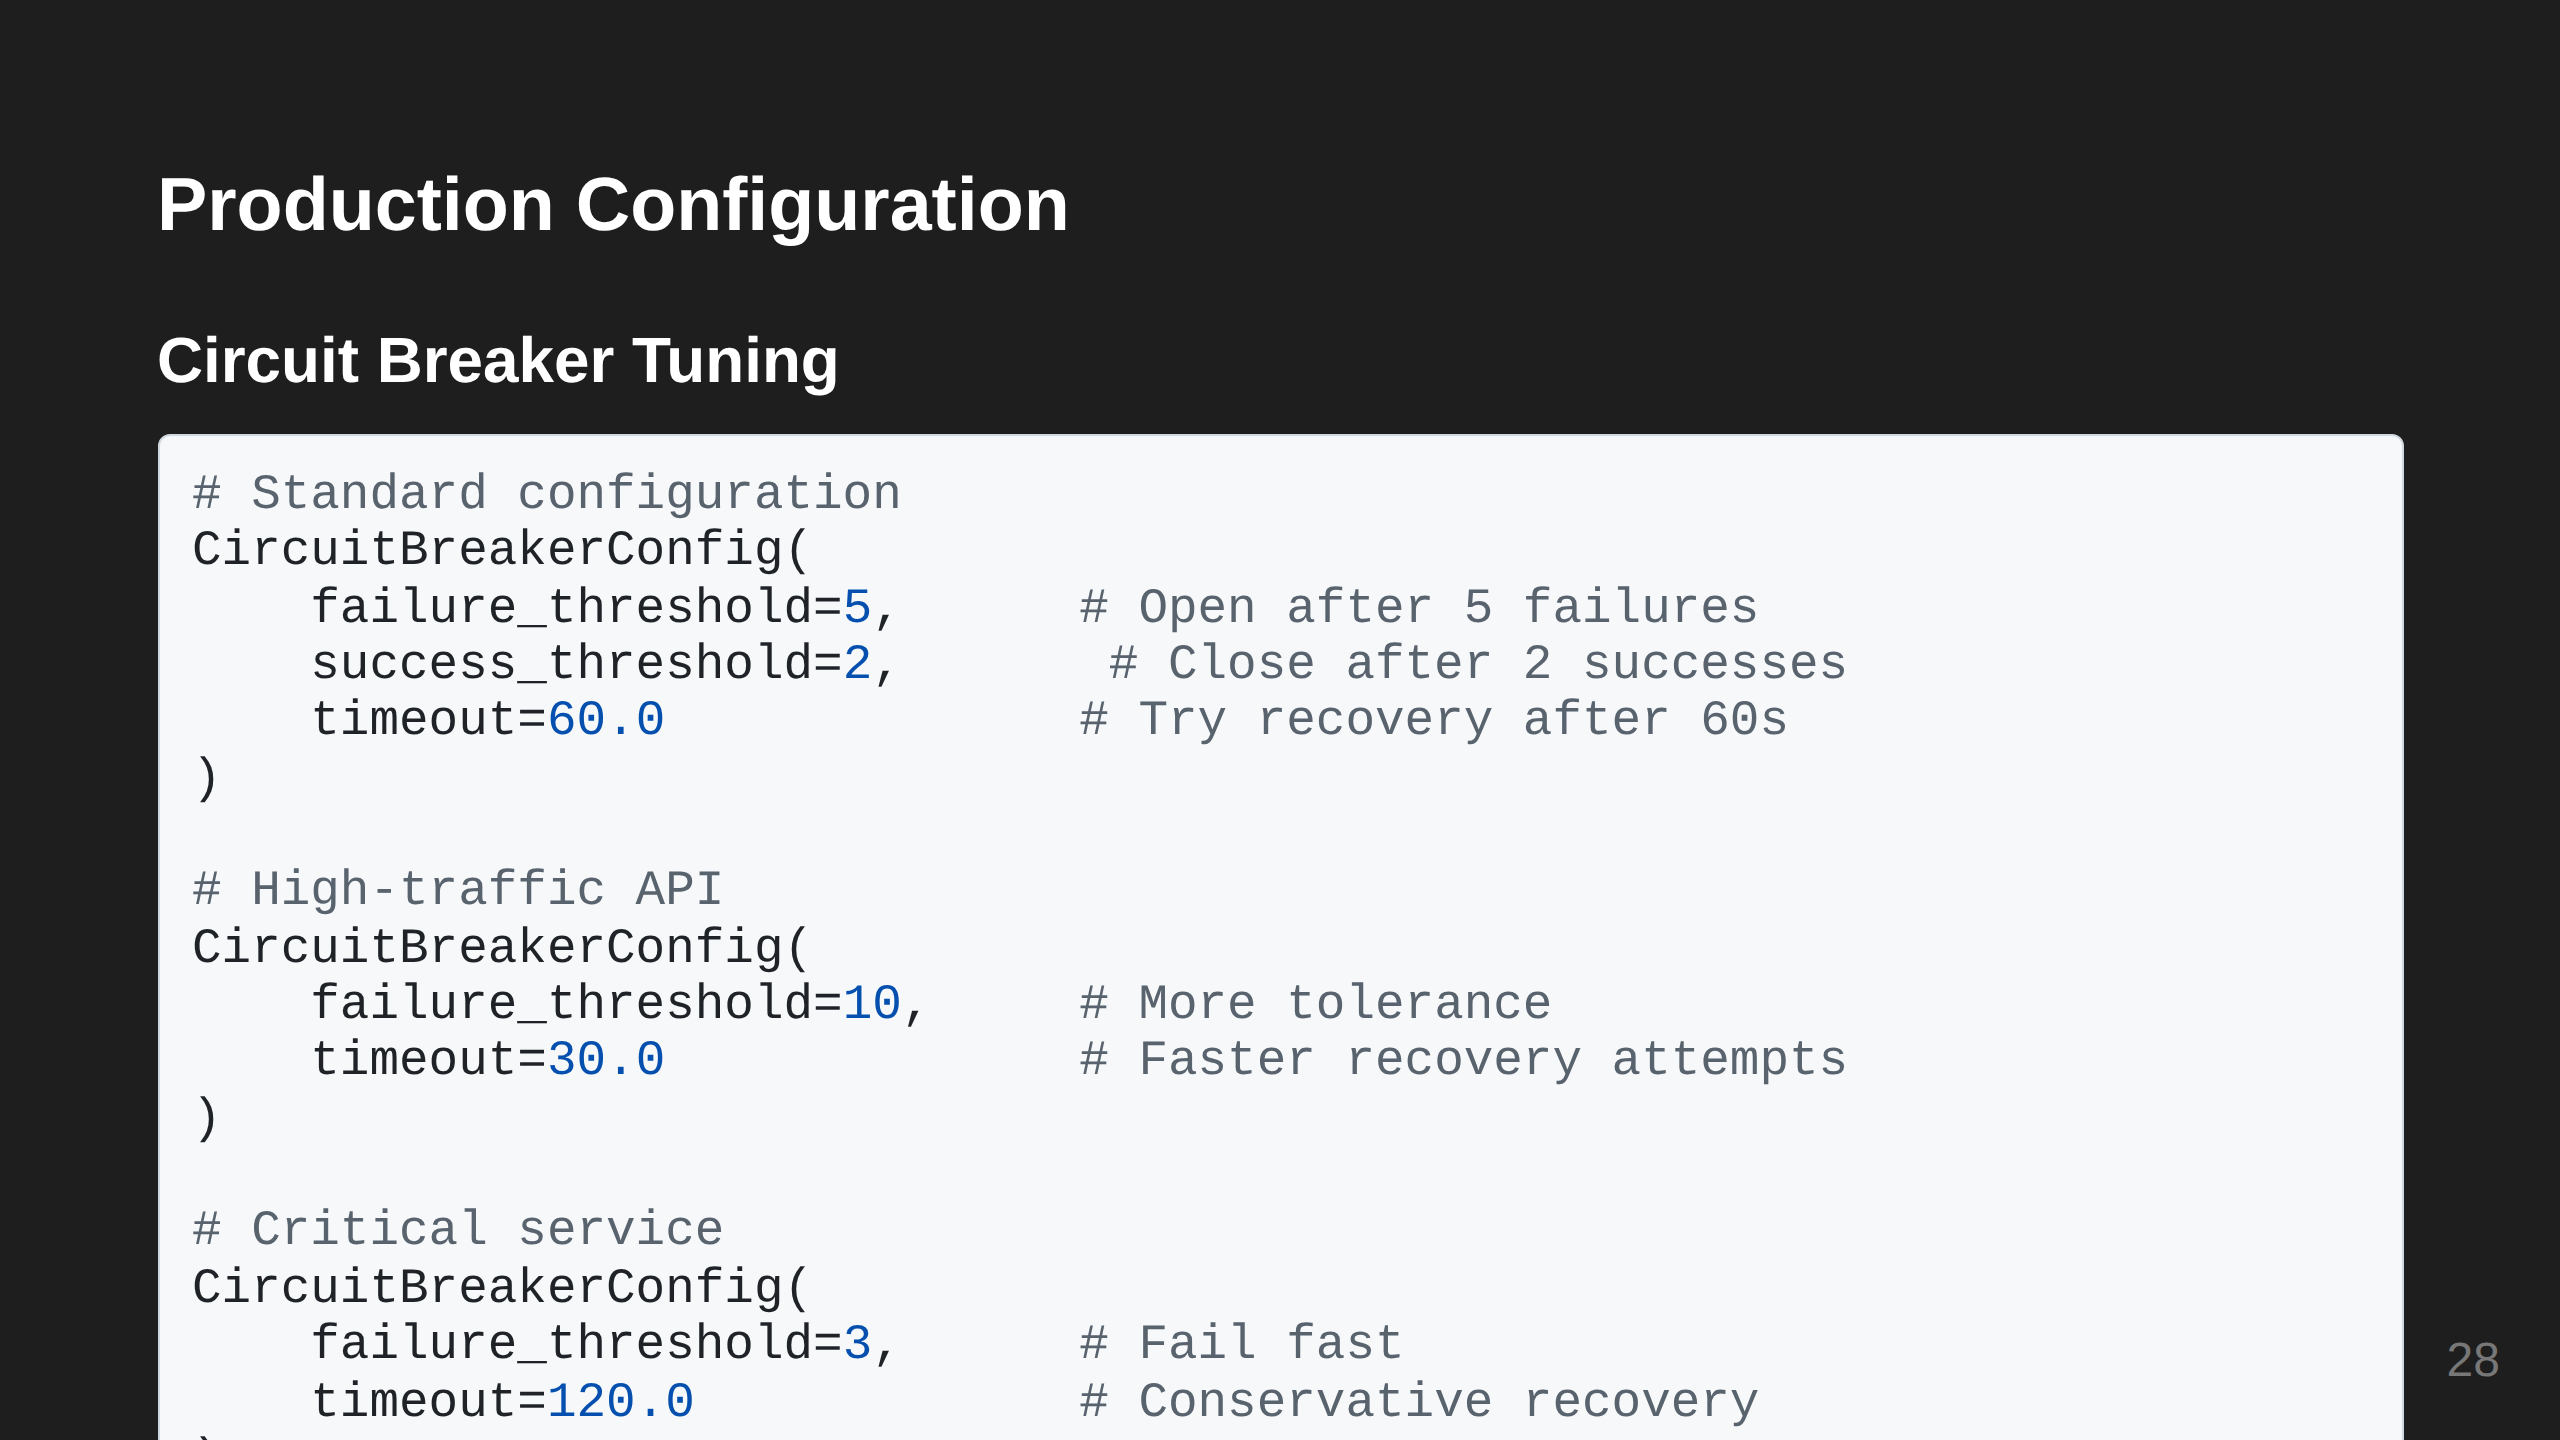 Production Configuration
Circuit Breaker Tuning
# Standard configuration
CircuitBreakerConfig(
    failure_threshold=5,      # Open after 5 failures
    success_threshold=2,       # Close after 2 successes
    timeout=60.0              # Try recovery after 60s
)

# High-traffic API
CircuitBreakerConfig(
    failure_threshold=10,     # More tolerance
    timeout=30.0              # Faster recovery attempts
)

# Critical service
CircuitBreakerConfig(
    failure_threshold=3,      # Fail fast
    timeout=120.0             # Conservative recovery
)
28